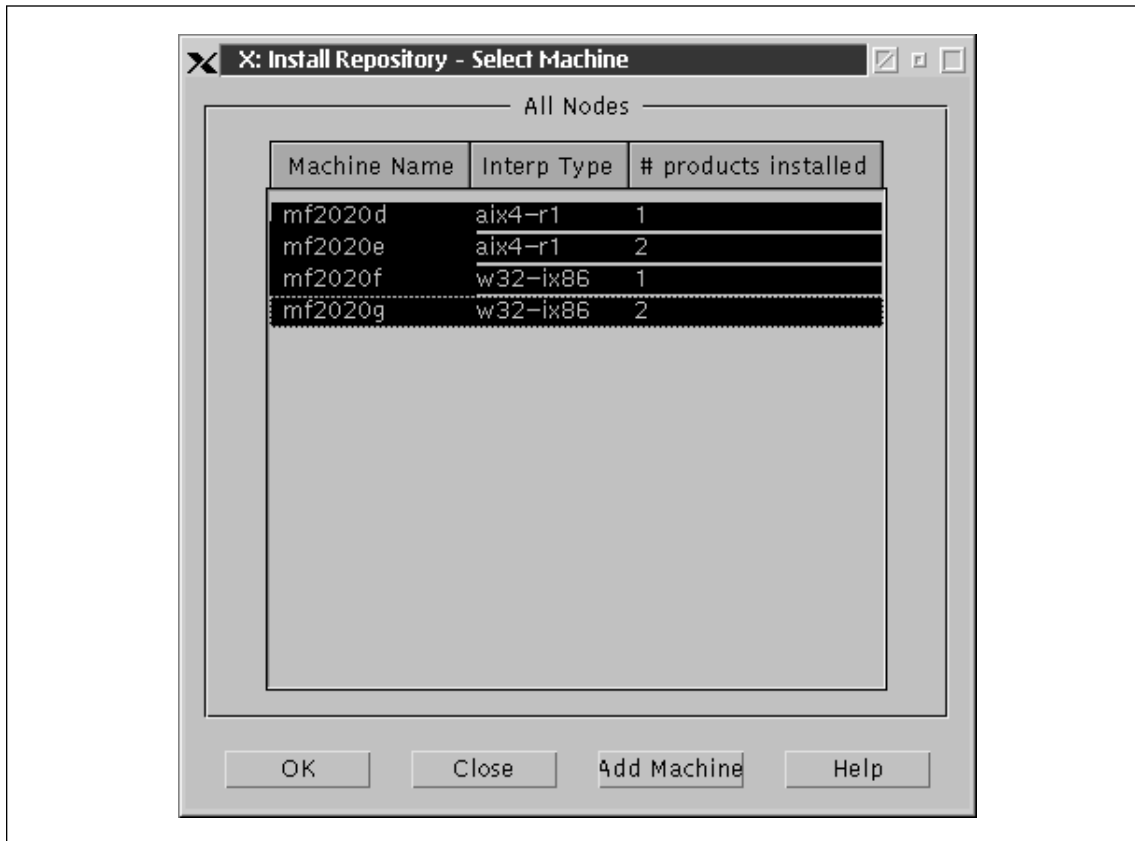 X: Install Repository - Select Machine
All Nodes
Machine Name Interp Type # products installed
mf2020d aix4-r1 1
mf2020e aix4-r1 2
mf2020f w32-ix86 1
mf2020g w32-ix86 2
OK Close Add Machine Help